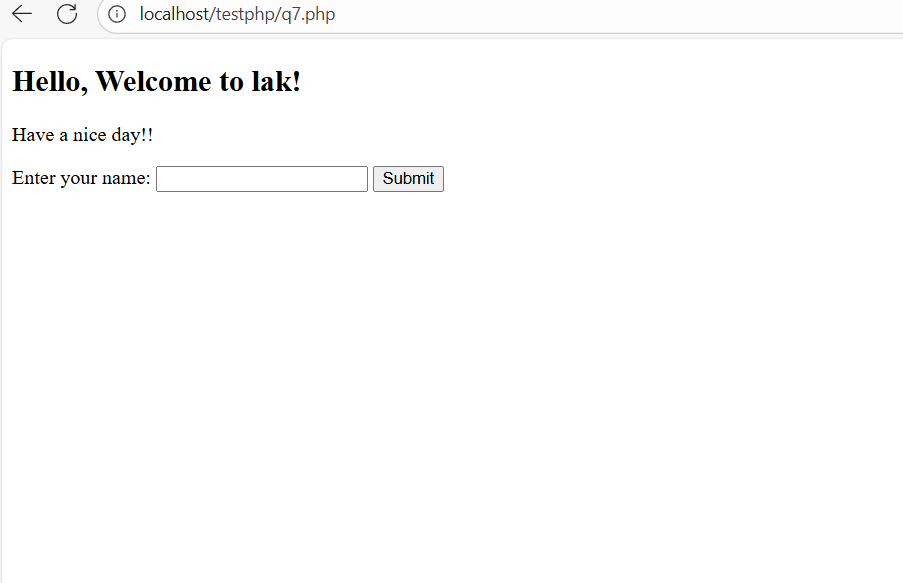 localhost/testphp/q7.php
Hello, Welcome to lak!
Have a nice day!!
Enter your name: Submit